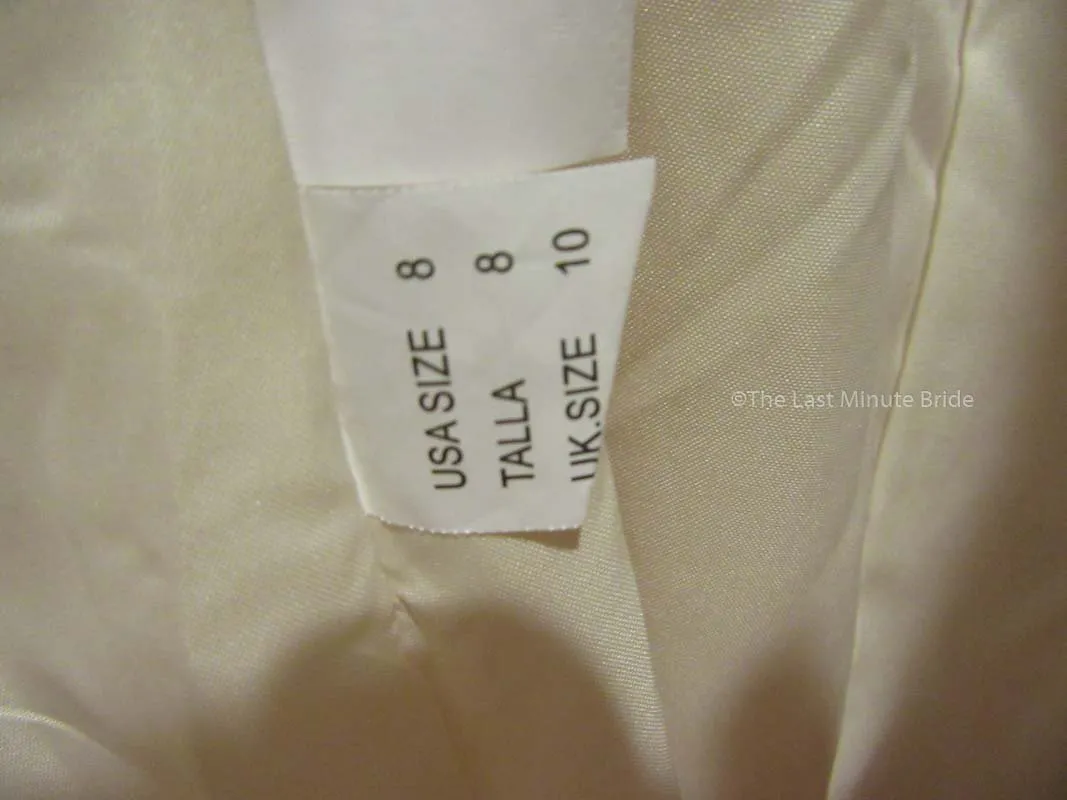 USA SIZE 8
TALLA 8
UK.SIZE 10
©The Last Minute Bride